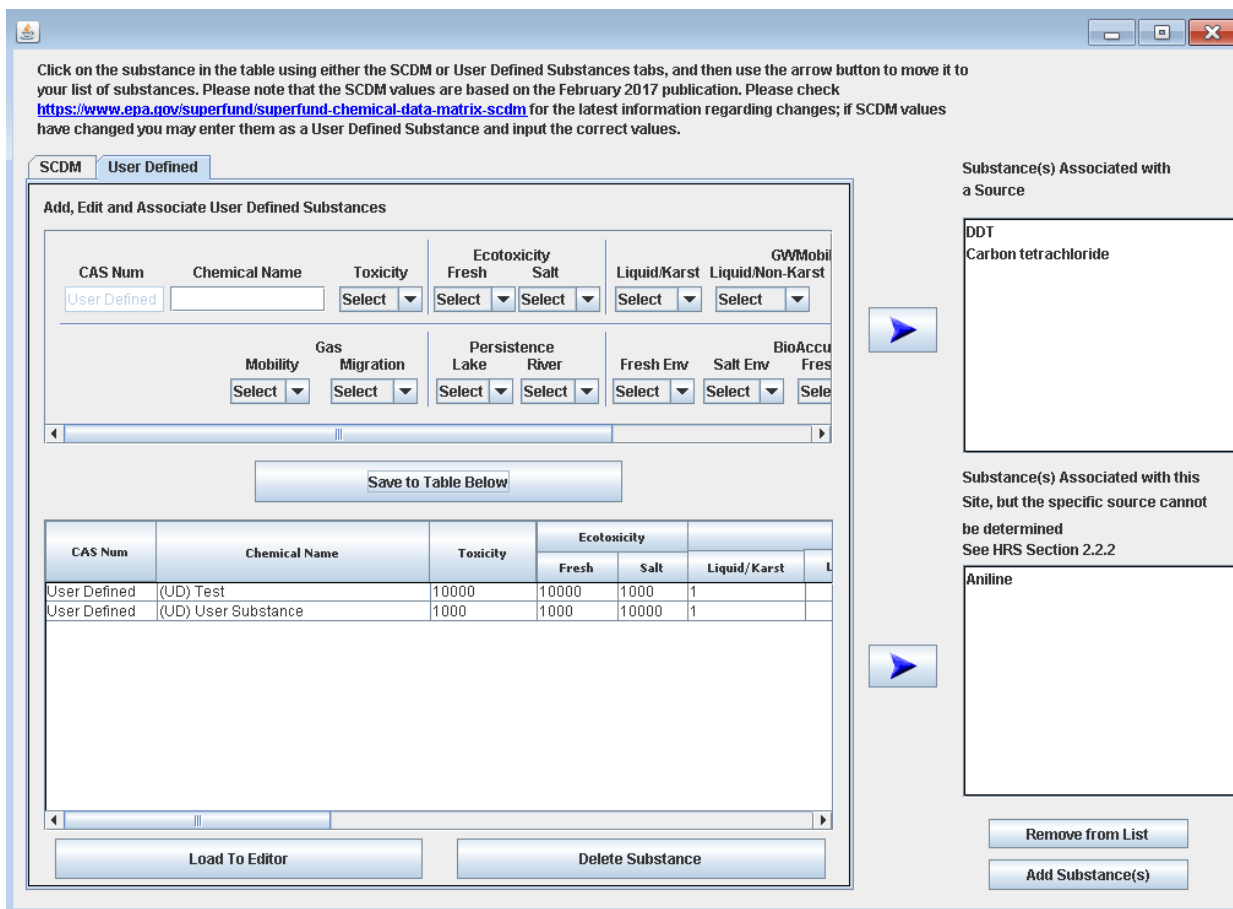 Click on the substance in the table using either the SCDM or User Defined Substances tabs, and then use the arrow button to move it to
your list of substances. Please note that the SCDM values are based on the February 2017 publication. Please check
https://www.epa.gov/superfund/superfund-chemical-data-matrix-scdm for the latest information regarding changes; if SCDM values
have changed you may enter them as a User Defined Substance and input the correct values.
SCDM User Defined
Add, Edit and Associate User Defined Substances
Ecotoxicity GWMobil
CAS Num Chemical Name Toxicity Fresh Salt Liquid/Karst Liquid/Non-Karst
User Defined Select Select Select Select Select
Gas Persistence BioAccu
Mobility Migration Lake River Fresh Env Salt Env Fres
Select Select Select Select Select Select Sele
Save to Table Below
CAS Num Chemical Name Toxicity Ecotoxicity
Fresh Salt Liquid/Karst L
User Defined (UD) Test 10000 10000 1000 1
User Defined (UD) User Substance 1000 1000 10000 1
Load To Editor Delete Substance
Substance(s) Associated with
a Source
DDT
Carbon tetrachloride
Substance(s) Associated with this
Site, but the specific source cannot
be determined
See HRS Section 2.2.2
Aniline
Remove from List
Add Substance(s)